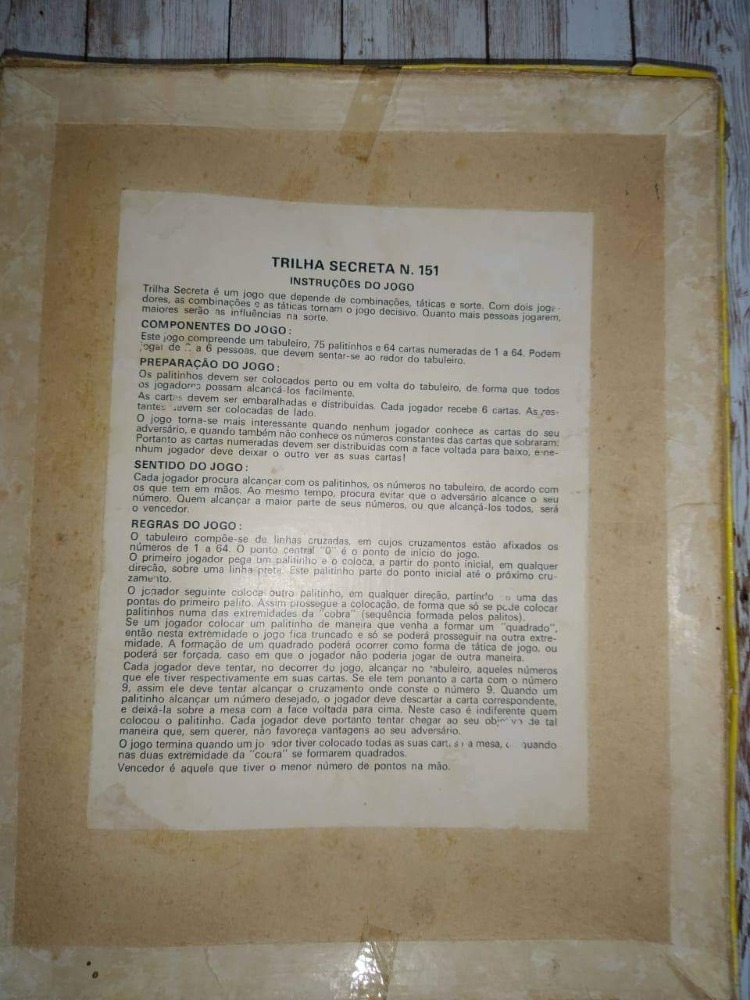 TRILHA SECRETA N. 151
INSTRUÇÕES DO JOGO
Trilha Secreta é um jogo que depende de combinações, táticas e sorte. Com dois joga-
dores, as combinações e as táticas tornam o jogo decisivo. Quanto mais pessoas jogarem,
maiores serão as influências na sorte.
COMPONENTES DO JOGO:
Este jogo compreende um tabuleiro, 75 palitinhos e 64 cartas numeradas de 1 a 64. Podem
jogar de a 6 pessoas, que devem sentar-se ao redor do tabuleiro.
PREPARAÇÃO DO JOGO:
Os palitinhos devem ser colocados perto ou em volta do tabuleiro, de forma que todos
os jogadores possam alcançá-los facilmente.
As cartas devem ser embaralhadas e distribuidas. Cada jogador recebe 6 cartas. As res-
tantes devem ser colocadas de lado.
O jogo torna-se mais interessante quando nenhum jogador conhece as cartas do seu
adversário, e quando também não conhece os números constantes das cartas que sobraram.
Portanto as cartas numeradas devem ser distribuidas com a face voltada para baixo, e ne-
nhum jogador deve deixar o outro ver as suas cartas!
SENTIDO DO JOGO:
Cada jogador procura alcançar com os palitinhos, os números no tabuleiro, de acordo com
os que tem em mãos. Ao mesmo tempo, procura evitar que o adversário alcance o seu
número. Quem alcançar a maior parte de seus números, ou que alcançá-los todos, será
o vencedor.
REGRAS DO JOGO:
O tabuleiro compõe-se de linhas cruzadas, em cujos cruzamentos estão afixados os
números de 1 a 64. O ponto central "0" é o ponto de início do jogo.
O primeiro jogador pega um palitinho e o coloca, a partir do ponto inicial, em qualquer
direcão, sobre uma linha preta. Este palitinho parte do ponto inicial até o próximo cru-
zamento.
O jogador seguinte coloca outro palitinho, em qualquer direção, partindo uma das
pontas do primeiro palito. Assim prossegue a colocação, de forma que só se pode colocar
palitinhos numa das extremidades da "cobra" (sequência formada pelos palitos).
Se um jogador colocar um palitinho de maneira que venha a formar um "quadrado",
então nesta extremidade o jogo fica truncado e só se poderá prosseguir na outra extre-
midade. A formação de um quadrado poderá ocorrer como forma de tática de jogo, ou
poderá ser forçada, caso em que o jogador não poderia jogar de outra maneira.
Cada jogador deve tentar, no decorrer do jogo, alcançar no tabuleiro, aqueles números
que ele tiver respectivamente em suas cartas. Se ele tem portanto a carta com o número
9, assim ele deve tentar alcançar o cruzamento onde conste o número 9. Quando um
palitinho alcançar um número desejado, o jogador deve descartar a carta correspondente,
e deixá-la sobre a mesa com a face voltada para cima. Neste caso é indiferente quem
colocou o palitinho. Cada jogador deve portanto tentar chegar ao seu objetivo de tal
maneira que, sem querer, não favoreça vantagens ao seu adversário.
O jogo termina quando um jogador tiver colocado todas as suas cartas a mesa, quando
nas duas extremidade da "cobra" se formarem quadrados.
Vencedor é aquele que tiver o menor número de pontos na mão.